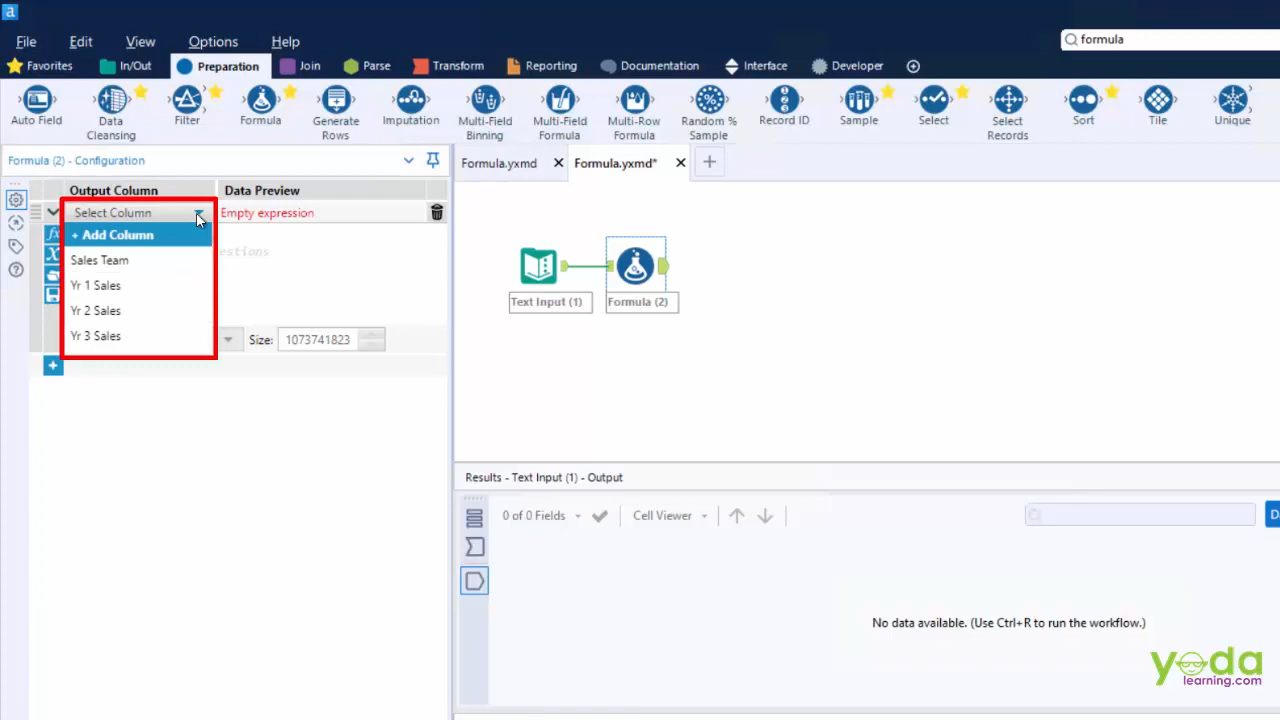 a
File Edit View Options Help
formula
Favorites In/Out Preparation Join Parse Transform Reporting Documentation Interface Developer
Auto Field Data Cleansing Filter Formula Generate Rows Imputation Multi-Field Binning Multi-Field Formula Multi-Row Formula Random % Sample Record ID Sample Select Select Records Sort Tile Unique
Formula (2) - Configuration
Formula.yxmd Formula.yxmd*
Output Column Data Preview
Select Column Empty expression
+ Add Column
Sales Team
Yr 1 Sales
Yr 2 Sales
Yr 3 Sales
Size: 1073741823
Text Input (1) Formula (2)
Results - Text Input (1) - Output
0 of 0 Fields Cell Viewer
No data available. (Use Ctrl+R to run the workflow.)
yoda
learning.com